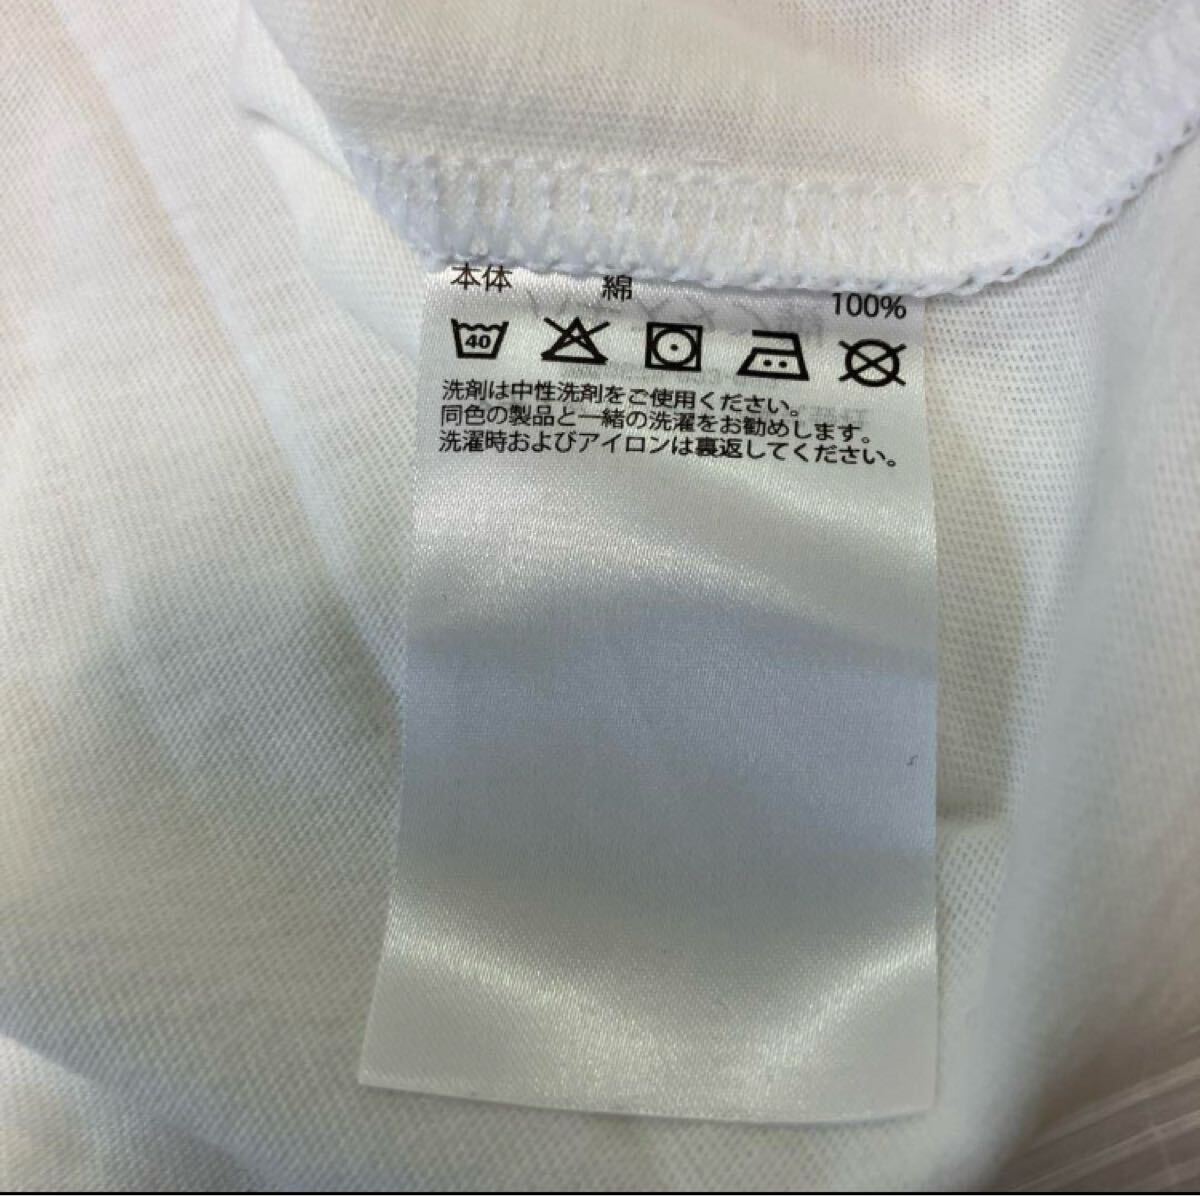 本体 綿 100%
40
洗剤は中性洗剤をご使用ください。
同色の製品と一緒の洗濯をお勧めします。
洗濯時およびアイロンは裏返してください。